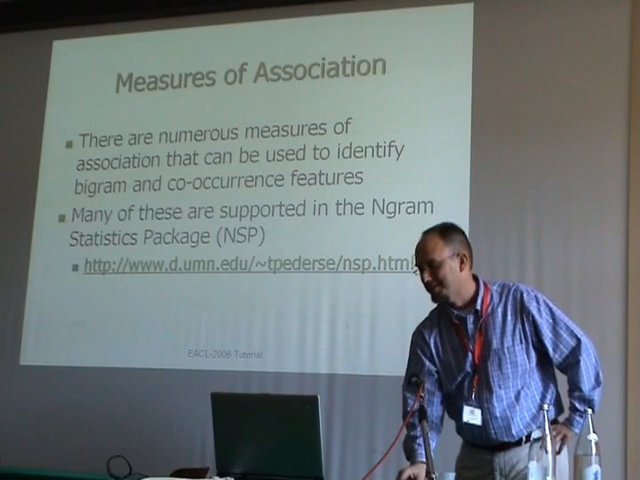 Measures of Association
There are numerous measures of
association that can be used to identify
bigram and co-occurrence features
Many of these are supported in the Ngram
Statistics Package (NSP)
http://www.d.umn.edu/~tpederse/nsp.html
EACL-2006 Tutorial